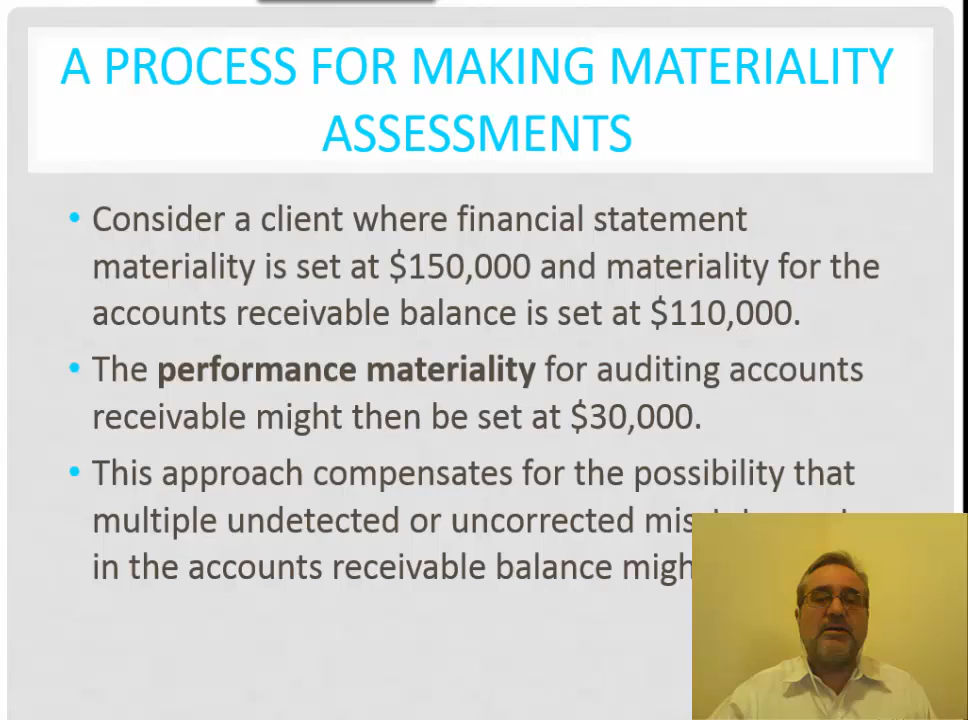 A PROCESS FOR MAKING MATERIALITY
ASSESSMENTS
• Consider a client where financial statement
materiality is set at $150,000 and materiality for the
accounts receivable balance is set at $110,000.
• The performance materiality for auditing accounts
receivable might then be set at $30,000.
• This approach compensates for the possibility that
multiple undetected or uncorrected
in the accounts receivable balance